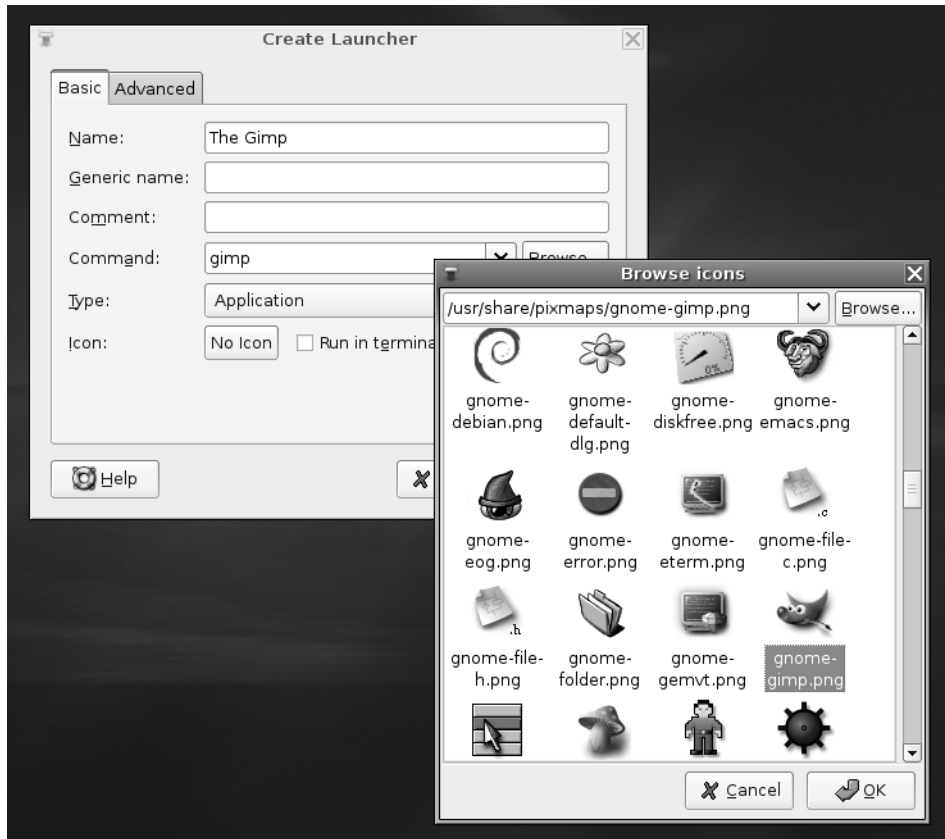 Create Launcher
Basic Advanced
Name: The Gimp
Generic name:
Comment:
Command: gimp Browse...
Type: Application
Icon: No Icon Run in termina
Help
Browse icons
/usr/share/pixmaps/gnome-gimp.png Browse...
gnome- gnome- gnome- gnome-
debian.png default- diskfree.png emacs.png
dlg.png
0%
.c
gnome- gnome- gnome- gnome-file-
eog.png error.png eterm.png c.png
.h
gnome-file- gnome- gnome- gnome-
h.png folder.png gemvt.png gimp.png
Cancel OK